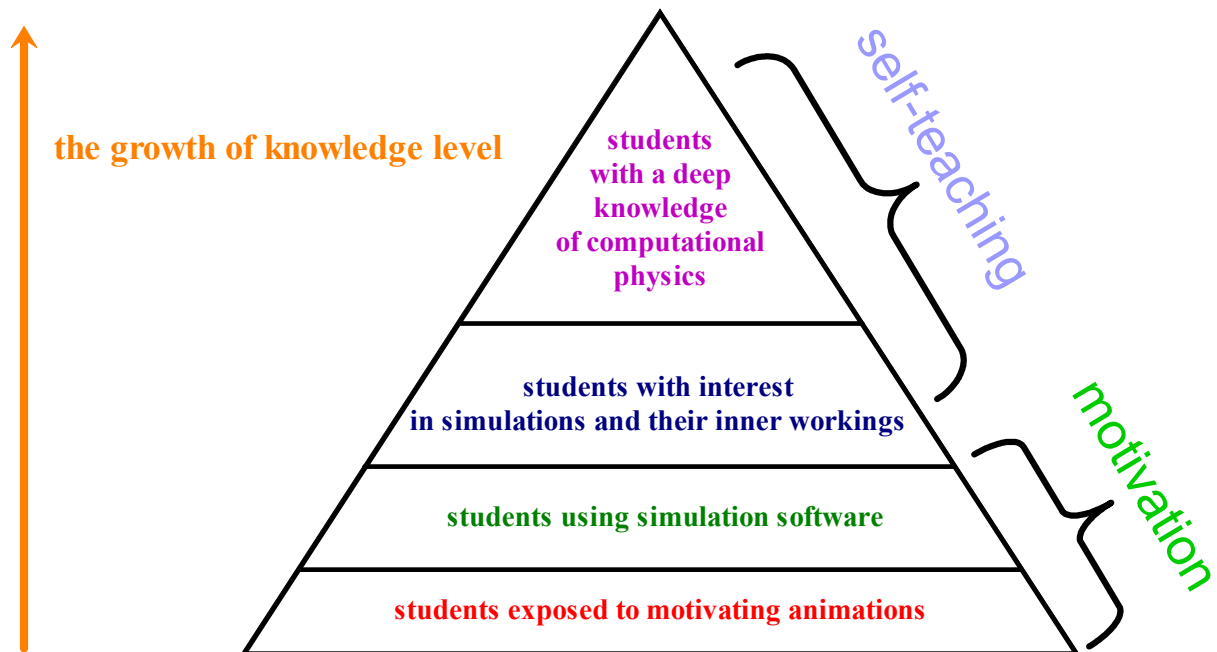 the growth of knowledge level
students
with a deep
knowledge
of computational
physics
self-teaching
students with interest
in simulations and their inner workings
students using simulation software
motivation
students exposed to motivating animations